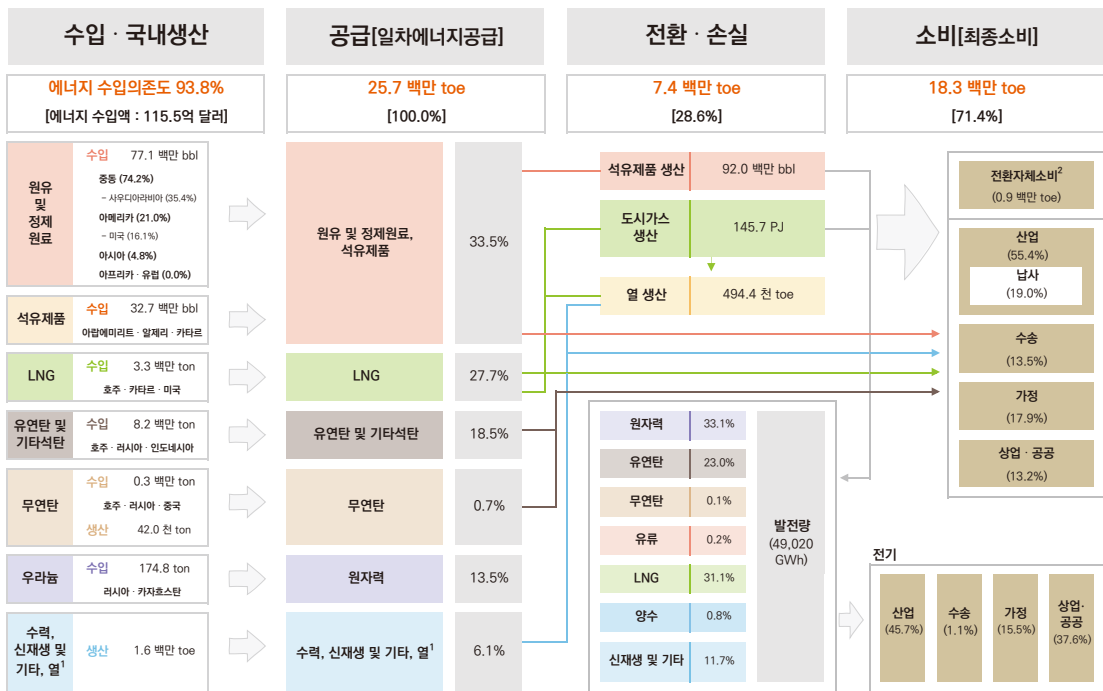 수입 · 국내생산
에너지 수입의존도 93.8%
[에너지 수입액 : 115.5억 달러]
원유
및
정제
원료
수입 77.1 백만 bbl
중동 (74.2%)
– 사우디아라비아 (35.4%)
아메리카 (21.0%)
– 미국 (16.1%)
아시아 (4.8%)
아프리카 · 유럽 (0.0%)
석유제품
수입 32.7 백만 bbl
아랍에미리트 · 알제리 · 카타르
LNG
수입 3.3 백만 ton
호주 · 카타르 · 미국
유연탄 및
기타석탄
수입 8.2 백만 ton
호주 · 러시아 · 인도네시아
무연탄
수입 0.3 백만 ton
호주 · 러시아 · 중국
생산 42.0 천 ton
우라늄
수입 174.8 ton
러시아 · 카자흐스탄
수력,
신재생 및
기타, 열1
생산 1.6 백만 toe
공급[일차에너지공급]
25.7 백만 toe
[100.0%]
원유 및 정제원료,
석유제품
33.5%
LNG
27.7%
유연탄 및 기타석탄
18.5%
무연탄
0.7%
원자력
13.5%
수력, 신재생 및 기타, 열1
6.1%
전환 · 손실
7.4 백만 toe
[28.6%]
석유제품 생산
92.0 백만 bbl
도시가스
생산
145.7 PJ
열 생산
494.4 천 toe
원자력 33.1%
유연탄 23.0%
무연탄 0.1%
유류 0.2%
LNG 31.1%
양수 0.8%
신재생 및 기타 11.7%
발전량
(49,020
GWh)
소비[최종소비]
18.3 백만 toe
[71.4%]
전환자체소비2
(0.9 백만 toe)
산업
(55.4%)
납사
(19.0%)
수송
(13.5%)
가정
(17.9%)
상업 · 공공
(13.2%)
전기
산업
(45.7%)
수송
(1.1%)
가정
(15.5%)
상업·
공공
(37.6%)